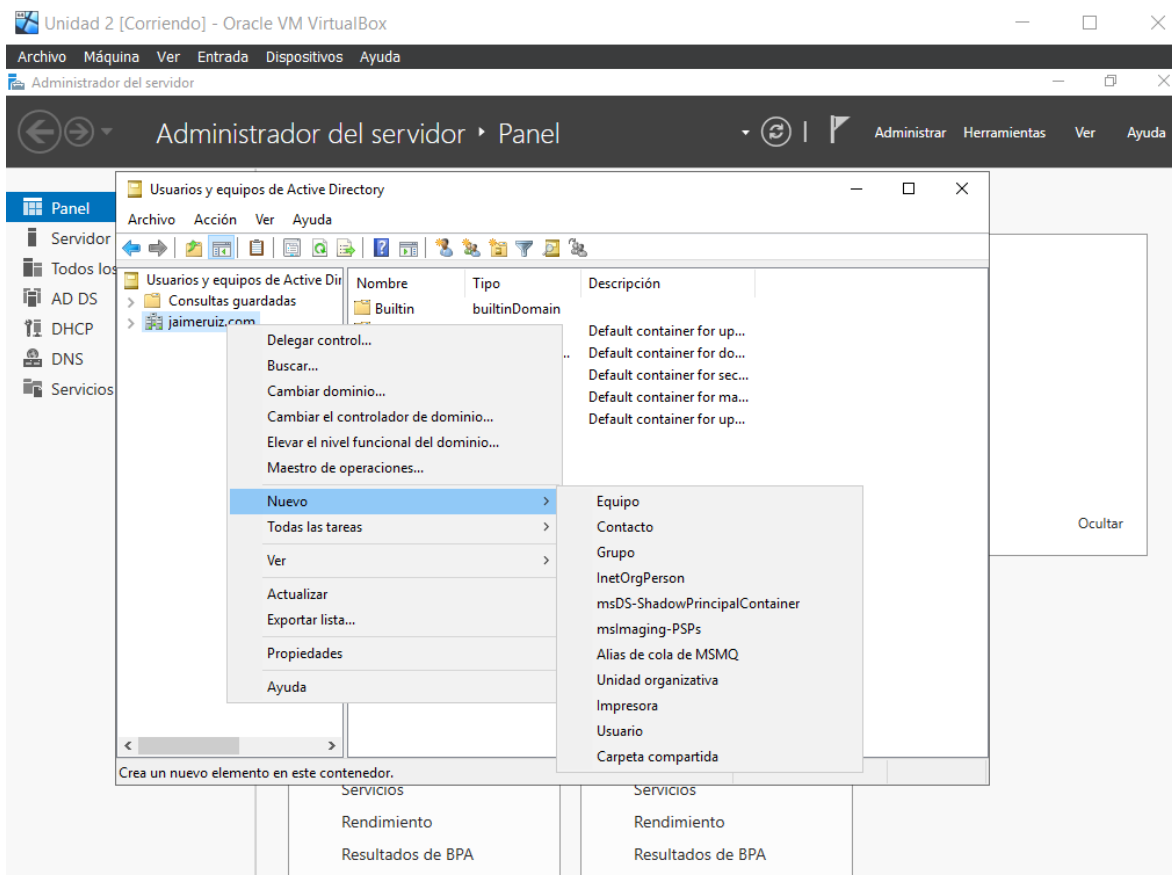 Unidad 2 [Corriendo] - Oracle VM VirtualBox
Archivo Máquina Ver Entrada Dispositivos Ayuda
Administrador del servidor
Administrador del servidor Panel
Administrar Herramientas Ver Ayuda
Panel
Servidor
Todos los
AD DS
DHCP
DNS
Servicios
Usuarios y equipos de Active Directory
Archivo Acción Ver Ayuda
Usuarios y equipos de Active Dir
Consultas guardadas
jaimeruiz.com
Nombre Tipo Descripción
Builtin builtinDomain
Default container for up...
Default container for do...
Default container for sec...
Default container for ma...
Default container for up...
Delegar control...
Buscar...
Cambiar dominio...
Cambiar el controlador de dominio...
Elevar el nivel funcional del dominio...
Maestro de operaciones...
Nuevo
Todas las tareas
Ver
Actualizar
Exportar lista...
Propiedades
Ayuda
Equipo
Contacto
Grupo
InetOrgPerson
msDS-ShadowPrincipalContainer
msImaging-PSPs
Alias de cola de MSMQ
Unidad organizativa
Impresora
Usuario
Carpeta compartida
Ocultar
Crea un nuevo elemento en este contenedor.
Servicios Servicios
Rendimiento Rendimiento
Resultados de BPA Resultados de BPA